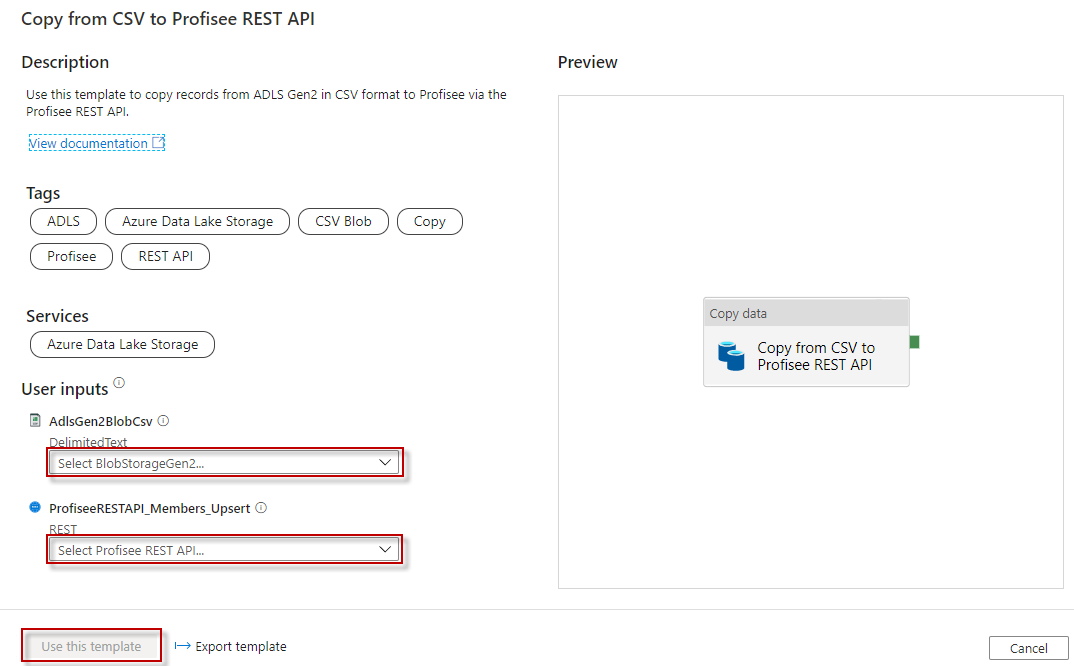 Copy from CSV to Profisee REST API
Description
Use this template to copy records from ADLS Gen2 in CSV format to Profisee via the
Profisee REST API.
View documentation
Tags
ADLS
Azure Data Lake Storage
CSV Blob
Copy
Profisee
REST API
Services
Azure Data Lake Storage
User inputs
AdlsGen2BlobCsv
DelimitedText
Select BlobStorageGen2...
ProfiseeRESTAPI_Members_Upsert
REST
Select Profisee REST API...
Preview
Copy data
Copy from CSV to
Profisee REST API
Use this template
Export template
Cancel